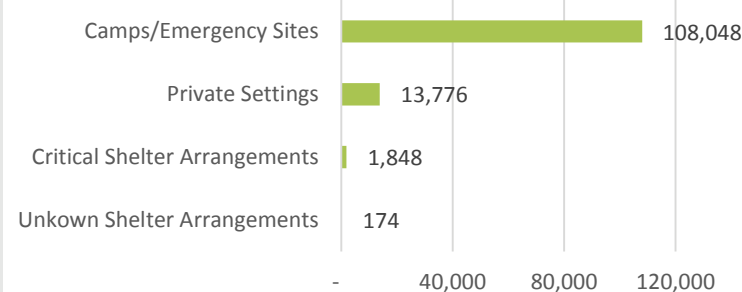 Camps/Emergency Sites 108,048
Private Settings 13,776
Critical Shelter Arrangements 1,848
Unkown Shelter Arrangements 174
- 40,000 80,000 120,000